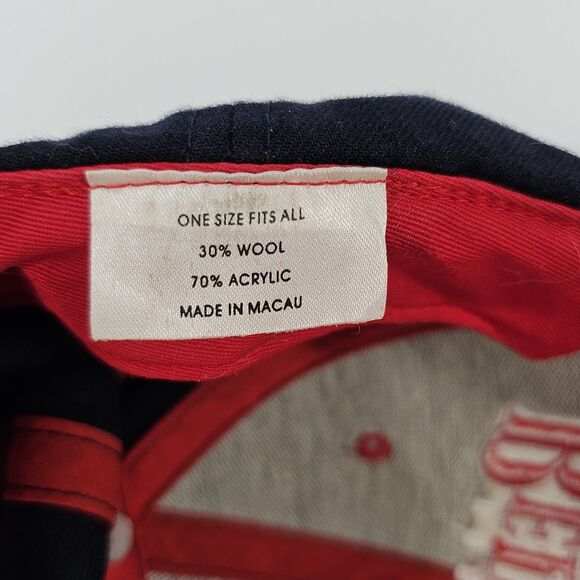 ONE SIZE FITS ALL
30% WOOL
70% ACRYLIC
MADE IN MACAU